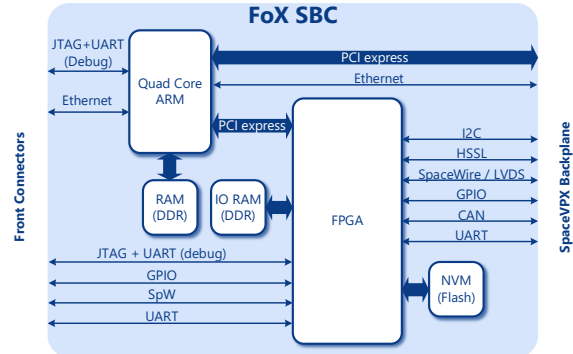 FoX SBC
JTAG+UART
(Debug)
Quad Core
ARM
PCI express
Ethernet
Ethernet
PCI express
I2C
HSSL
SpaceWire / LVDS
GPIO
CAN
UART
Front Connectors
SpaceVPX Backplane
RAM
(DDR)
IO RAM
(DDR)
FPGA
JTAG + UART (debug)
GPIO
SpW
UART
NVM
(Flash)